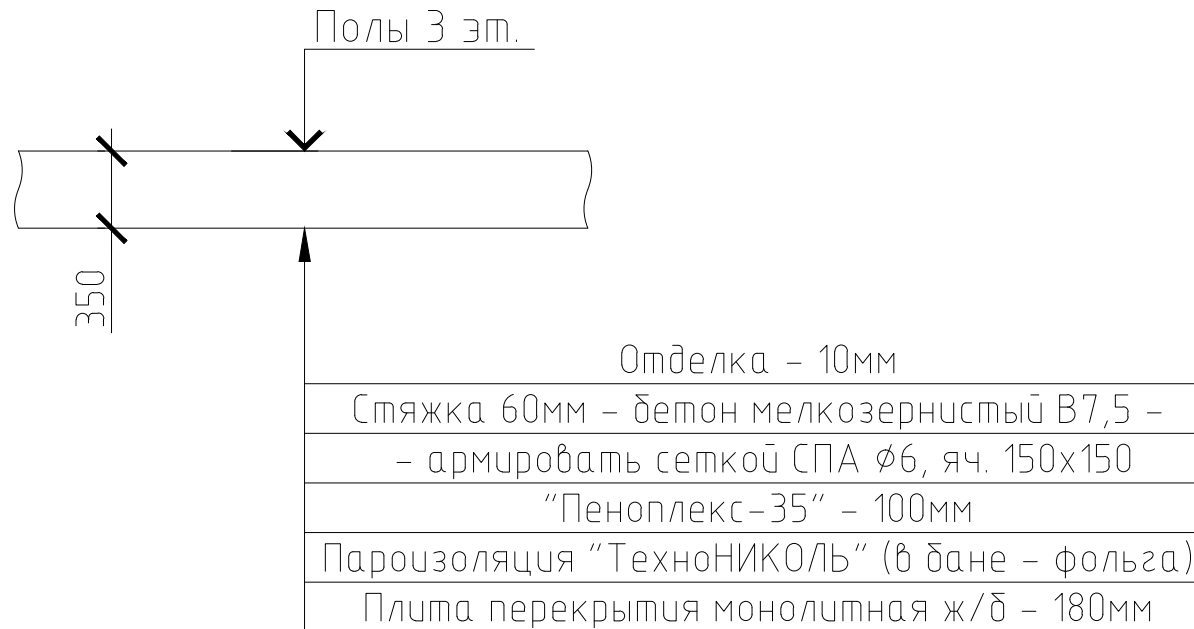 Полы 3 эт.
350
Отделка - 10мм
Стяжка 60мм - бетон мелкозернистый В7,5 -
- армировать сеткой СПА ϕ6, яч. 150х150
"Пеноплекс-35" - 100мм
Пароизоляция "ТехноНИКОЛЬ" (в бане - фольга)
Плита перекрытия монолитная ж/б - 180мм